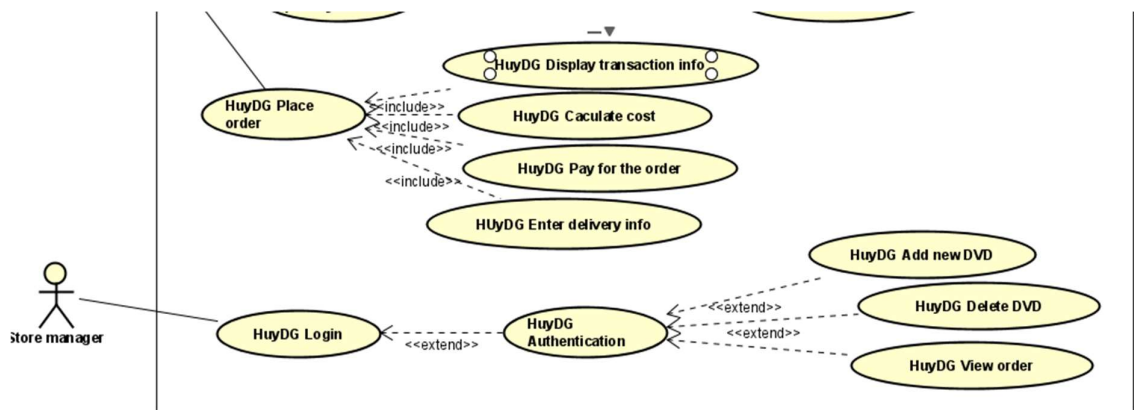 HuyDG Display transaction info
HuyDG Place
order
<<include>>
HuyDG Caculate cost
<<include>>
<<include>>
HuyDG Pay for the order
<<include>>
HUyDG Enter delivery info
HuyDG Add new DVD
<<extend>>
HuyDG Delete DVD
Store manager
HuyDG Login
HuyDG
Authentication
<<extend>>
<<extend>>
HuyDG View order